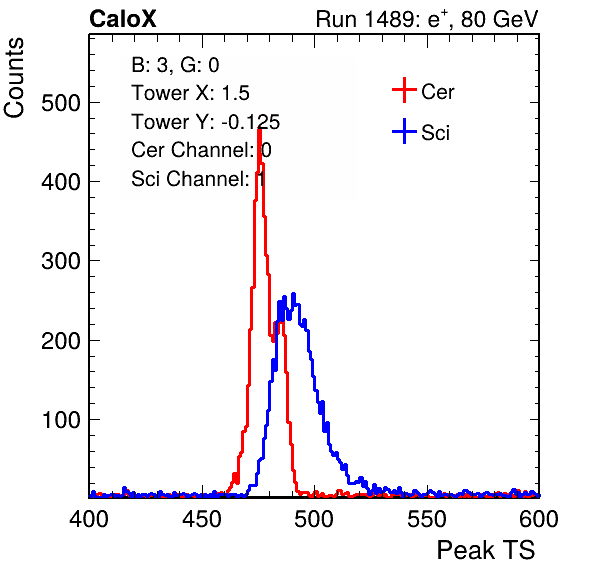 CaloX
Run 1489: e+, 80 GeV
B: 3, G: 0
Tower X: 1.5
Tower Y: -0.125
Cer Channel: 0
Sci Channel: 1
Cer
Sci
Counts
500
400
300
200
100
400 450 500 550 600
Peak TS